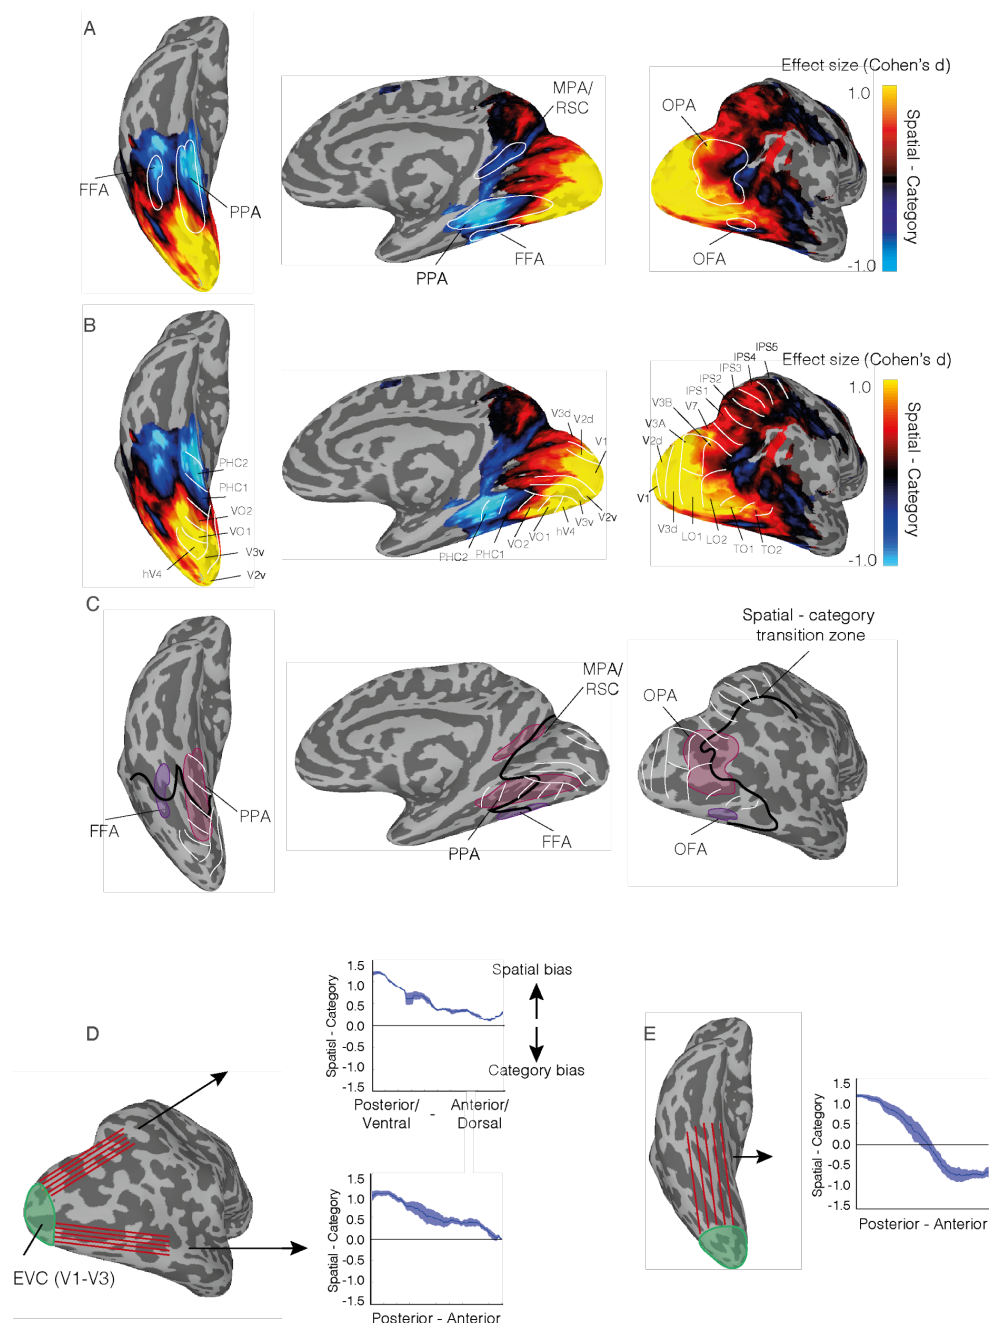 A
FFA
PPA
MPA/
RSC
FFA
PPA
Effect size (Cohen's d)
OPA
OFA
1.0
-1.0
Spatial - Category
B
PHC2
PHC1
VO2
VO1
V3v
hV4
V2v
V3d
V2d
V1
V2v
V3v
hV4
VO1
VO2
PHC1
PHC2
IPS5
IPS4
IPS3
IPS2
IPS1
V7
V3B
V3A
V2d
V1
V3d
LO1
LO2
TO1
TO2
Effect size (Cohen's d)
1.0
-1.0
Spatial - Category
C
FFA
PPA
MPA/
RSC
FFA
PPA
Spatial - category
transition zone
OPA
OFA
D
EVC (V1-V3)
1.5
1.0
0.5
0.0
-0.5
-1.0
-1.5
Spatisl - Category
Spatial bias
Category bias
Posterior/
Ventral
-
Anterior/
Dorsal
1.5
1.0
0.5
0.0
-0.5
-1.0
-1.5
Spatial - Category
Posterior - Anterior
E
1.5
1.0
0.5
0.0
-0.5
-1.0
-1.5
Spatial - Category
Posterior - Anterior